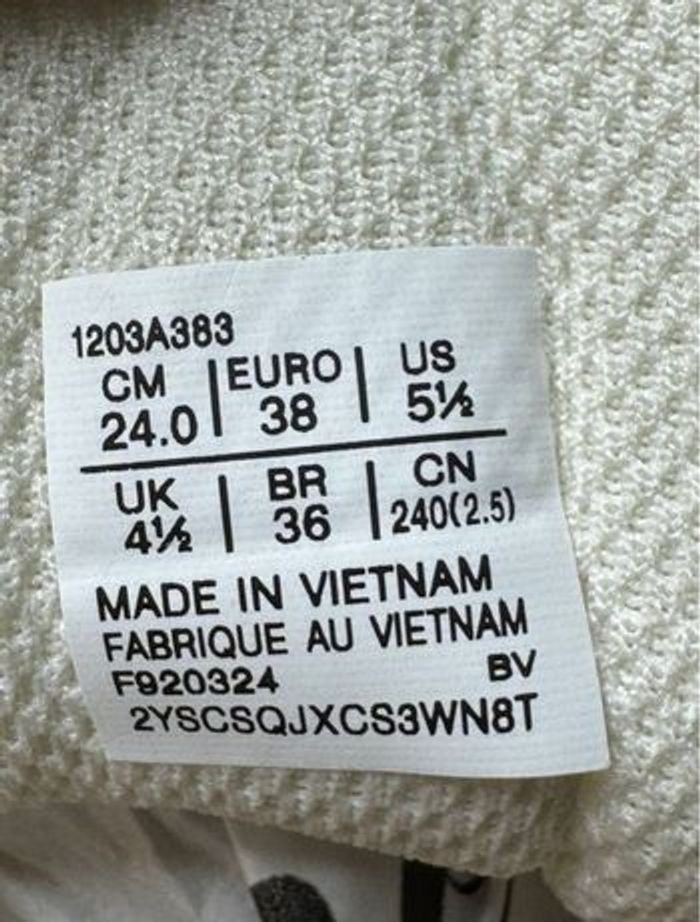 1203A383
CM | EURO | US
24.0 | 38 | 5½
UK | BR | CN
4½ | 36 | 240(2.5)
MADE IN VIETNAM
FABRIQUE AU VIETNAM
F920324 BV
2YSCSQJXCS3WN8T